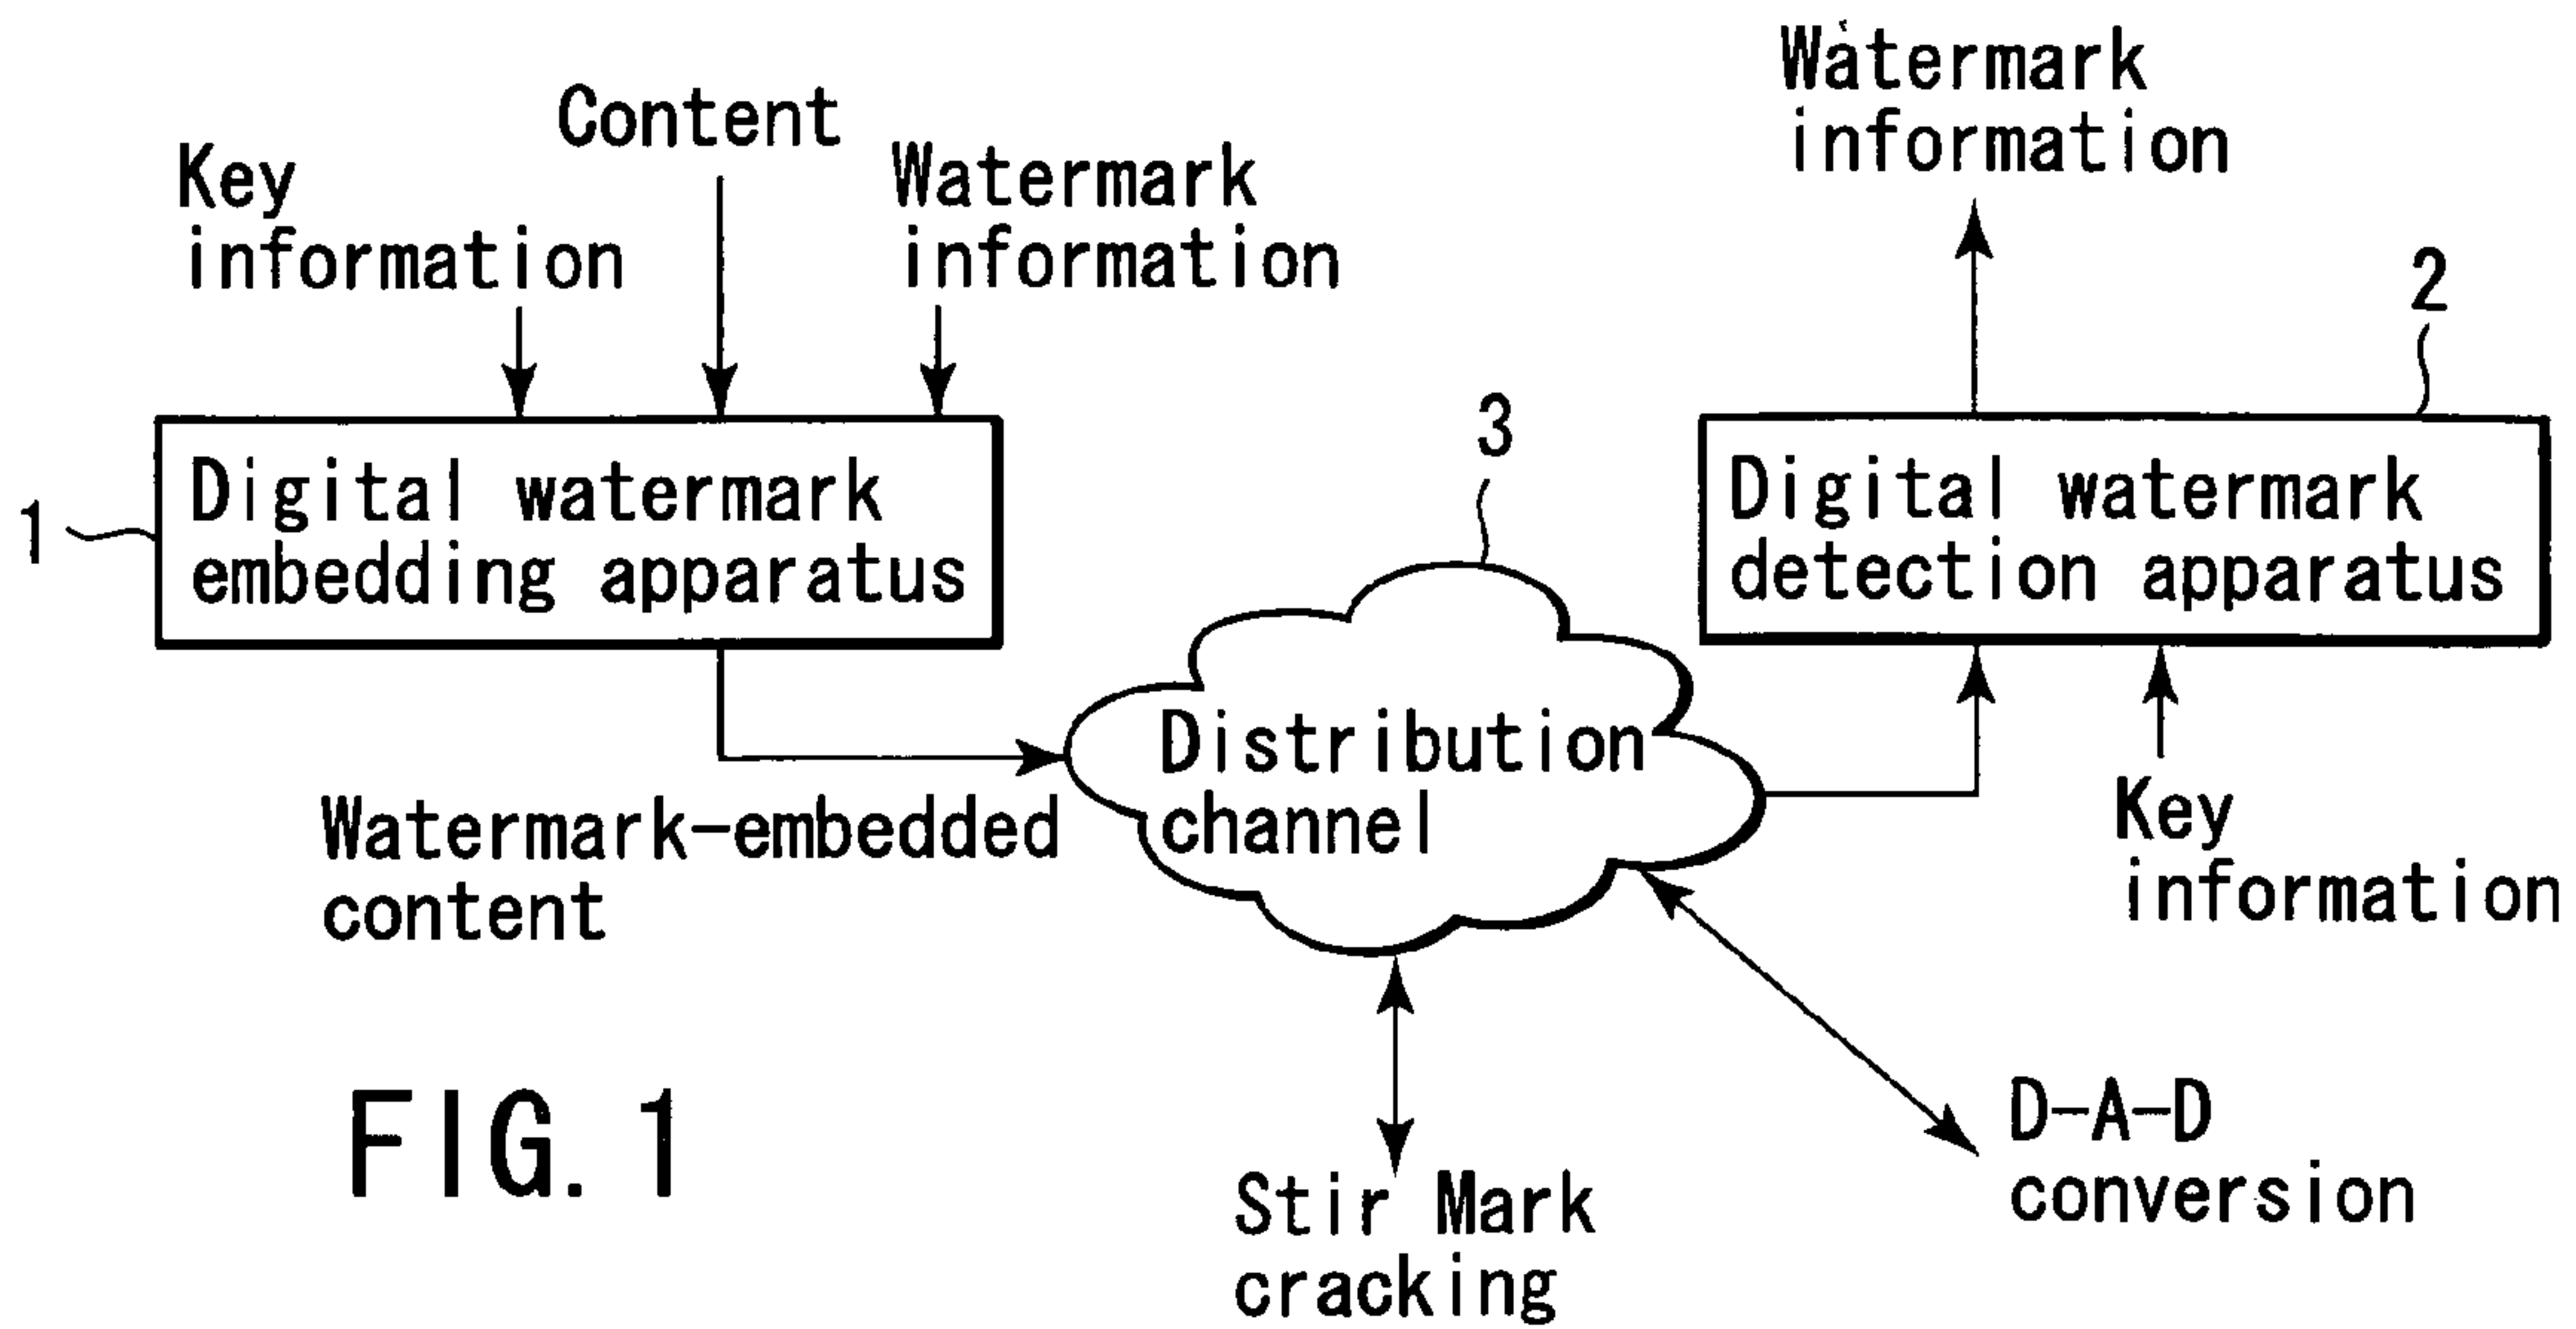 Key
information
Content
Watermark
information
Watermark
information
2
1
Digital watermark
embedding apparatus
3
Digital watermark
detection apparatus
Distribution
channel
Watermark-embedded
content
Key
information
FIG. 1
Stir Mark
cracking
D-A-D
conversion